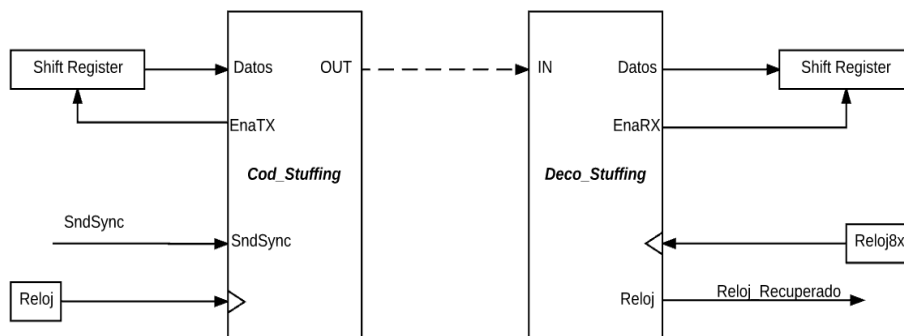 Shift Register
Datos
OUT
IN
Datos
Shift Register
EnaTX
EnaRX
Cod_Stuffing
Deco_Stuffing
SndSync
SndSync
Reloj8x
Reloj
Reloj
Reloj_Recuperado